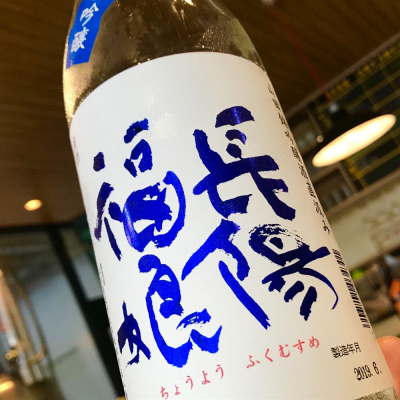 吟醸
長陽
福娘
ちょうよう ふくむすめ
製造年月
2019.6